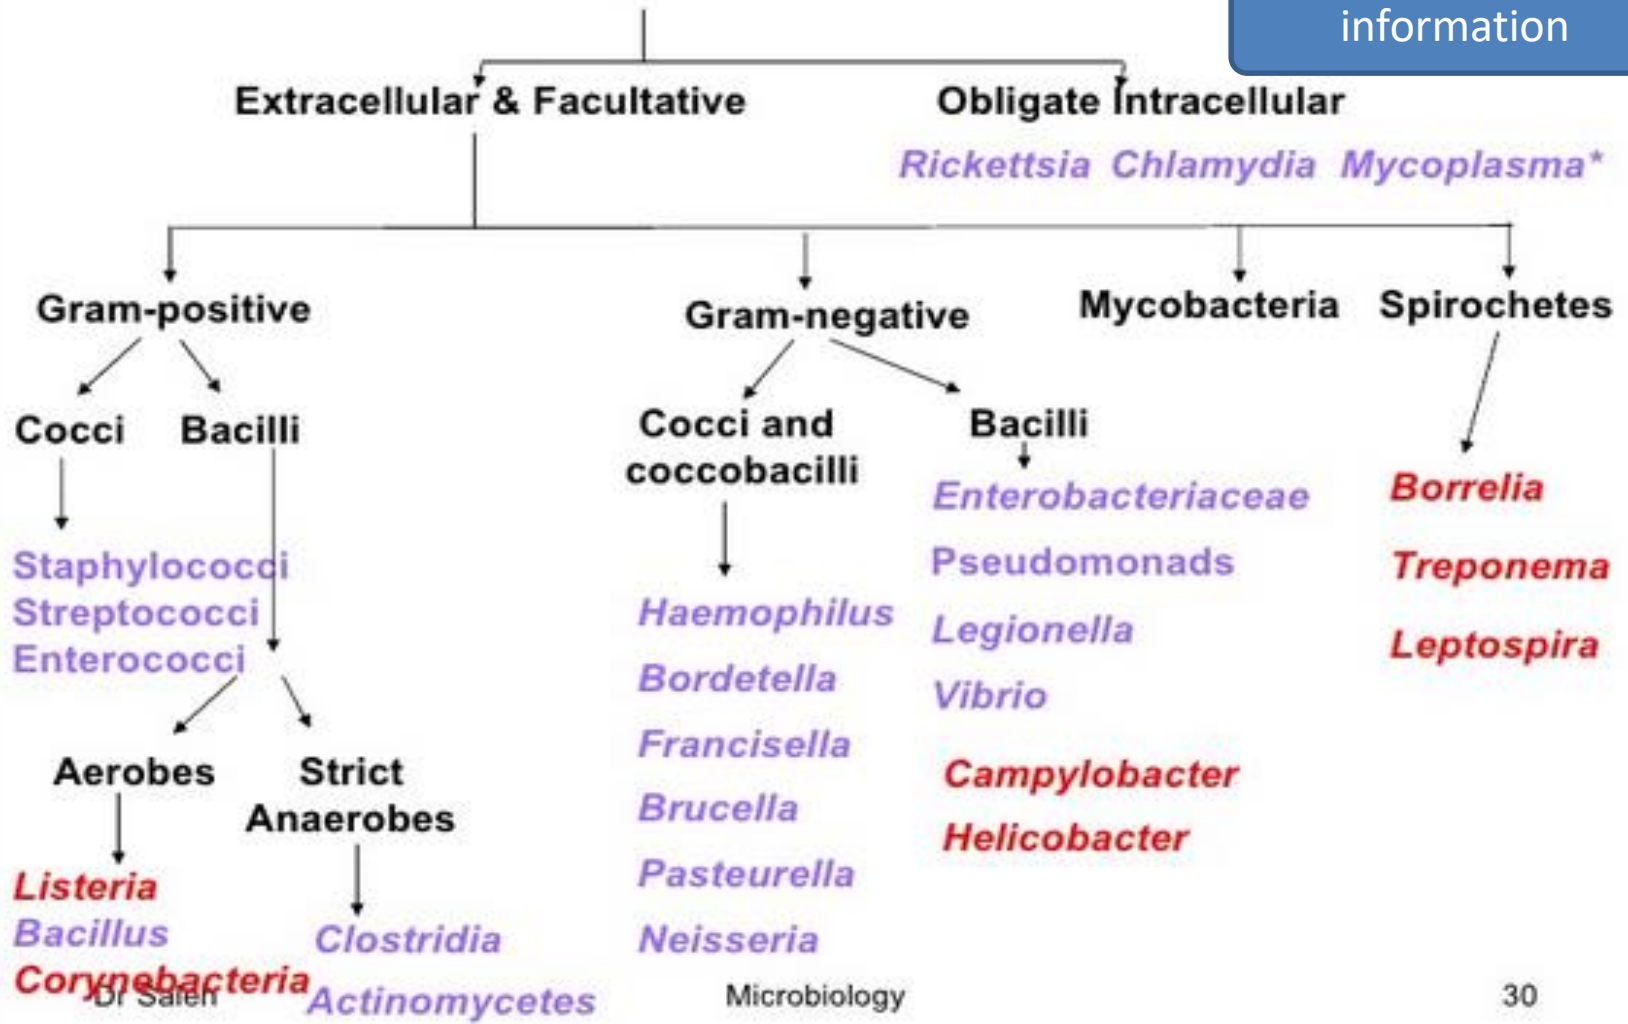 information
Extracellular & Facultative
Obligate Intracellular
Rickettsia Chlamydia Mycoplasma*
Gram-positive
Gram-negative
Mycobacteria
Spirochetes
Cocci
Bacilli
Staphylococci
Streptococci
Enterococci
Aerobes
Listeria
Bacillus
Corynebacteria
Strict
Anaerobes
Clostridia
Actinomycetes
Cocci and
coccobacilli
Haemophilus
Bordetella
Francisella
Brucella
Pasteurella
Neisseria
Bacilli
Enterobacteriaceae
Pseudomonads
Legionella
Vibrio
Campylobacter
Helicobacter
Borrelia
Treponema
Leptospira
Dr Saleh
Microbiology
30